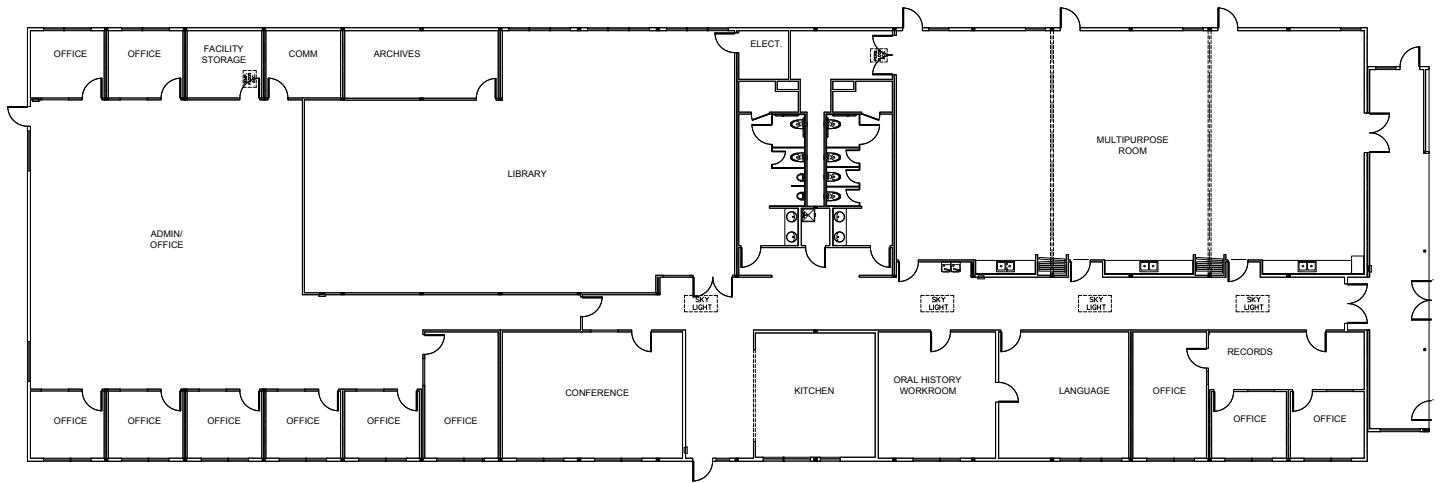 OFFICE
OFFICE
FACILITY
STORAGE
COMM
ARCHIVES
ELECT.
MULTIPURPOSE
ROOM
LIBRARY
ADMIN/
OFFICE
SKY
LIGHT
SKY
LIGHT
SKY
LIGHT
SKY
LIGHT
RECORDS
CONFERENCE
KITCHEN
ORAL HISTORY
WORKROOM
LANGUAGE
OFFICE
OFFICE
OFFICE
OFFICE
OFFICE
OFFICE
OFFICE
OFFICE
OFFICE